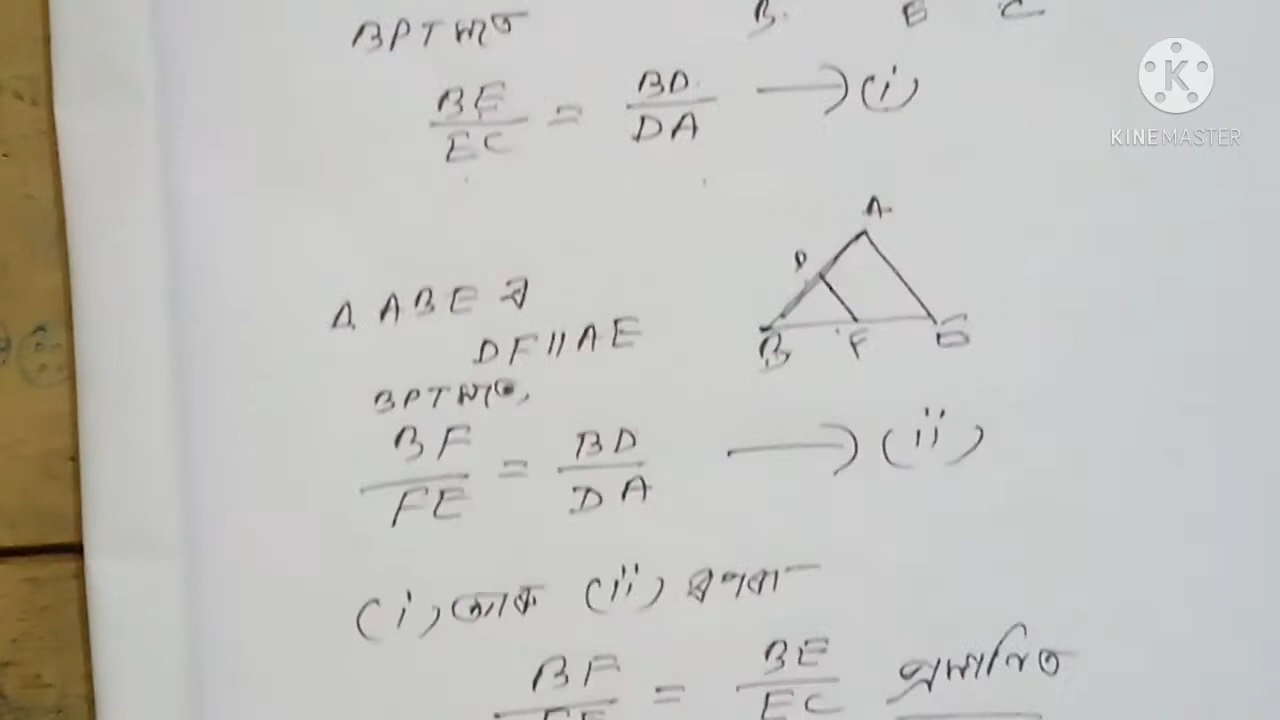 BPT মতে
B. E C
BE/EC = BD/DA → (i)
KINEMASTER
A
D
Δ ABE ৰ
DF || AE
B F E
BPT মতে,
BF/FE = BD/DA → (ii)
(i) আৰু (ii) ৰ পৰা
BF/FE = BE/EC প্ৰমাণিত